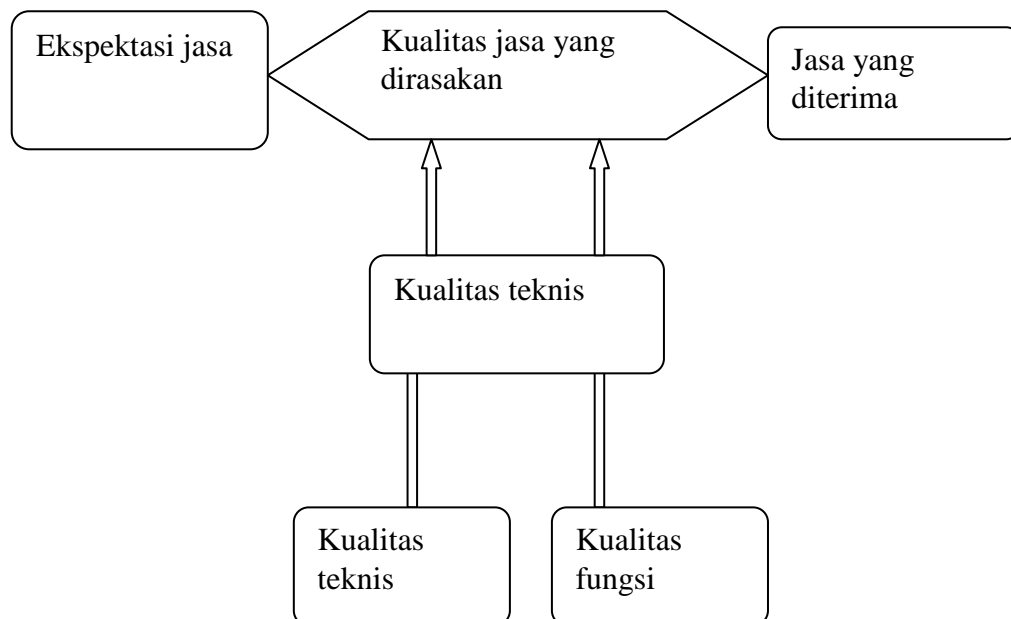 Ekspektasi jasa
Kualitas jasa yang
dirasakan
Jasa yang
diterima
Kualitas teknis
Kualitas
teknis
Kualitas
fungsi